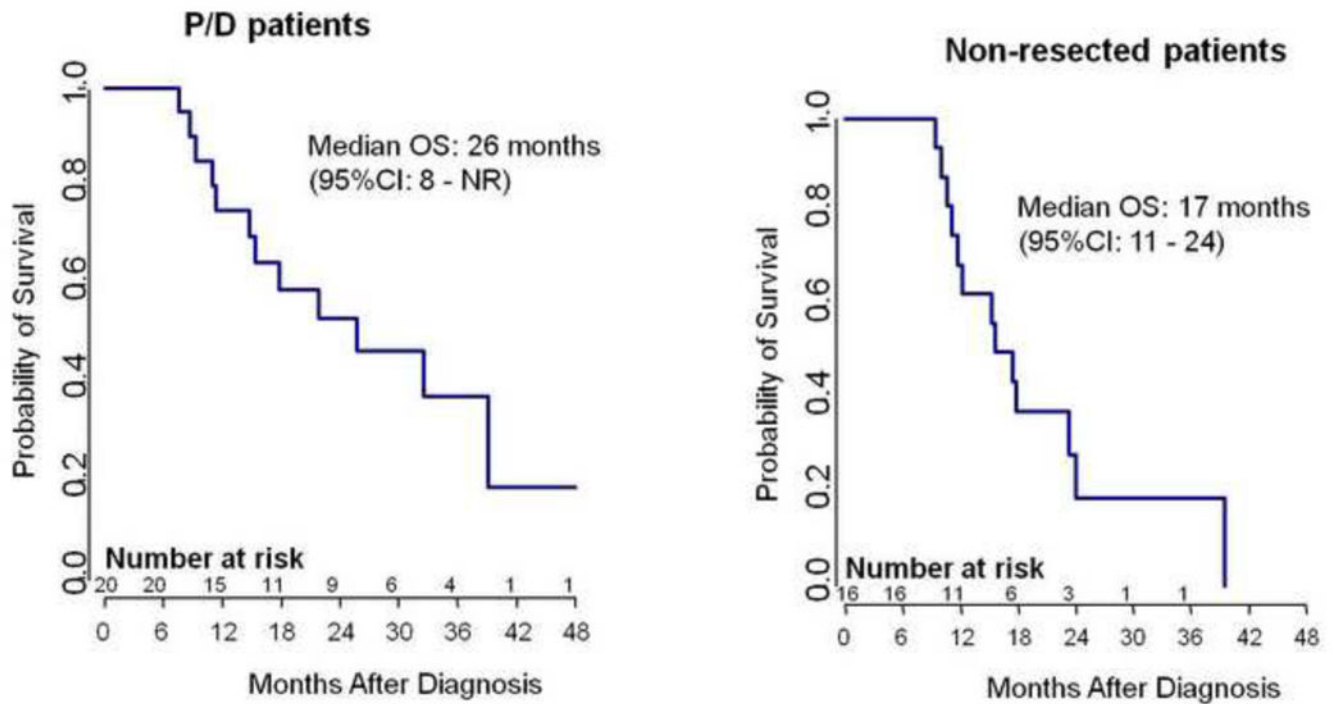 P/D patients
1.0
0.8
0.6
0.4
0.2
0.0
Probability of Survival
Median OS: 26 months
(95%CI: 8 - NR)
Number at risk
20 20 15 11 9 6 4 1 1
0 6 12 18 24 30 36 42 48
Months After Diagnosis
Non-resected patients
1.0
0.8
0.6
0.4
0.2
0.0
Probability of Survival
Median OS: 17 months
(95%CI: 11 - 24)
Number at risk
16 16 11 6 3 1 1
0 6 12 18 24 30 36 42 48
Months After Diagnosis